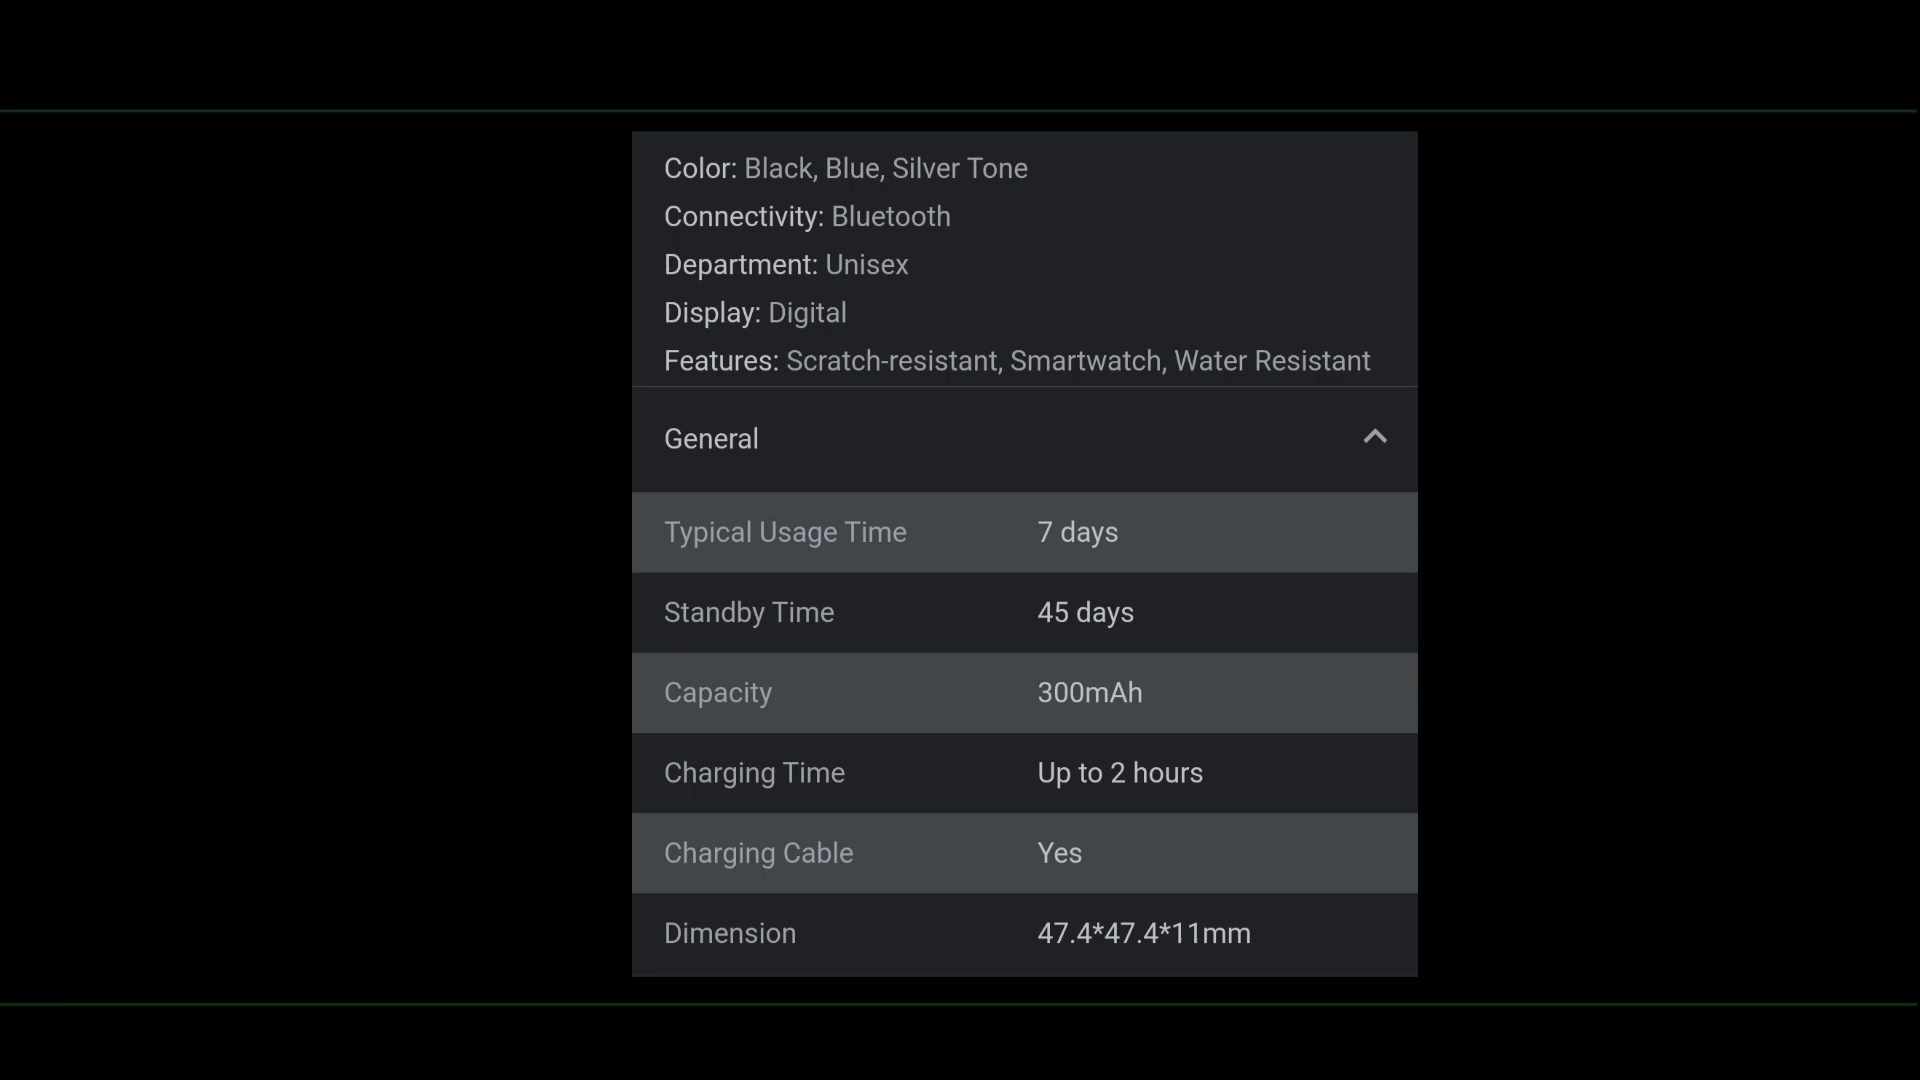 Color: Black, Blue, Silver Tone
Connectivity: Bluetooth
Department: Unisex
Display: Digital
Features: Scratch-resistant, Smartwatch, Water Resistant
General
Typical Usage Time 7 days
Standby Time 45 days
Capacity 300mAh
Charging Time Up to 2 hours
Charging Cable Yes
Dimension 47.4*47.4*11mm